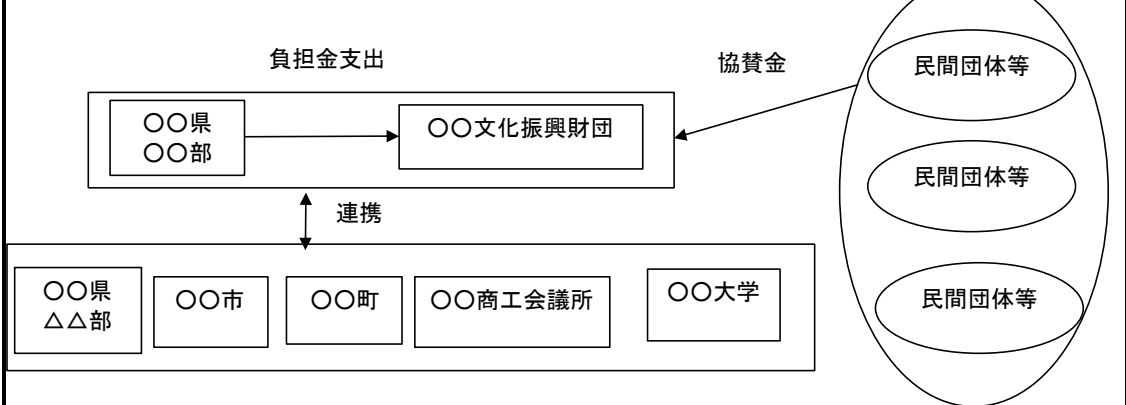 負担金支出
協賛金
民間団体等
〇〇県
〇〇部
〇〇文化振興財団
民間団体等
連携
〇〇県
△△部
〇〇市
〇〇町
〇〇商工会議所
〇〇大学
民間団体等